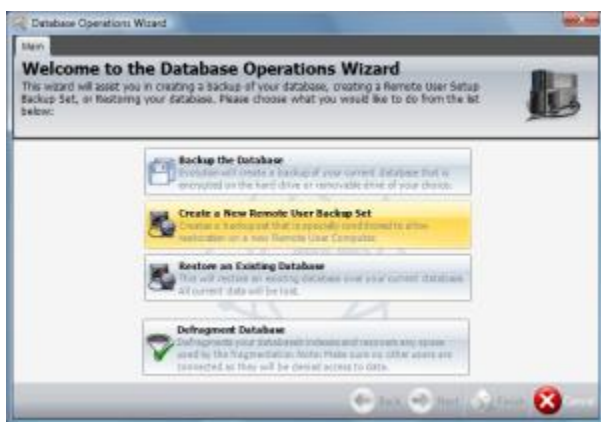 Database Operations Wizard
Main
Welcome to the Database Operations Wizard
This wizard will assist you in creating a backup of your database, creating a Remote User Setup
Backup Set, or Restoring your database. Please choose what you would like to do from the list
below:
Backup the Database
Evolution will create a backup of your current database that is
encrypted on the hard drive or removable drive of your choice.
Create a New Remote User Backup Set
Creates a backup set that is specially conditioned to allow
restoration on a new Remote User Computer.
Restore an Existing Database
This will restore an existing database over your current database.
All current data will be lost.
Defragment Database
Defragments your database's indexes and recovers any space
used by the fragmentation. Note: Make sure no other users are
connected as they will be denied access to data.
Back
Next
Finish
Cancel